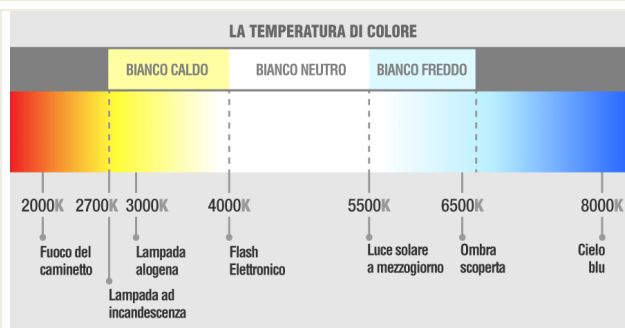 LA TEMPERATURA DI COLORE
BIANCO CALDO BIANCO NEUTRO BIANCO FREDDO
2000K 2700K 3000K 4000K 5500K 6500K 8000K
Fuoco del
caminetto
Lampada ad
incandescenza
Lampada
alogena
Flash
Elettronico
Luce solare
a mezzogiorno
Ombra
scoperta
Cielo
blu